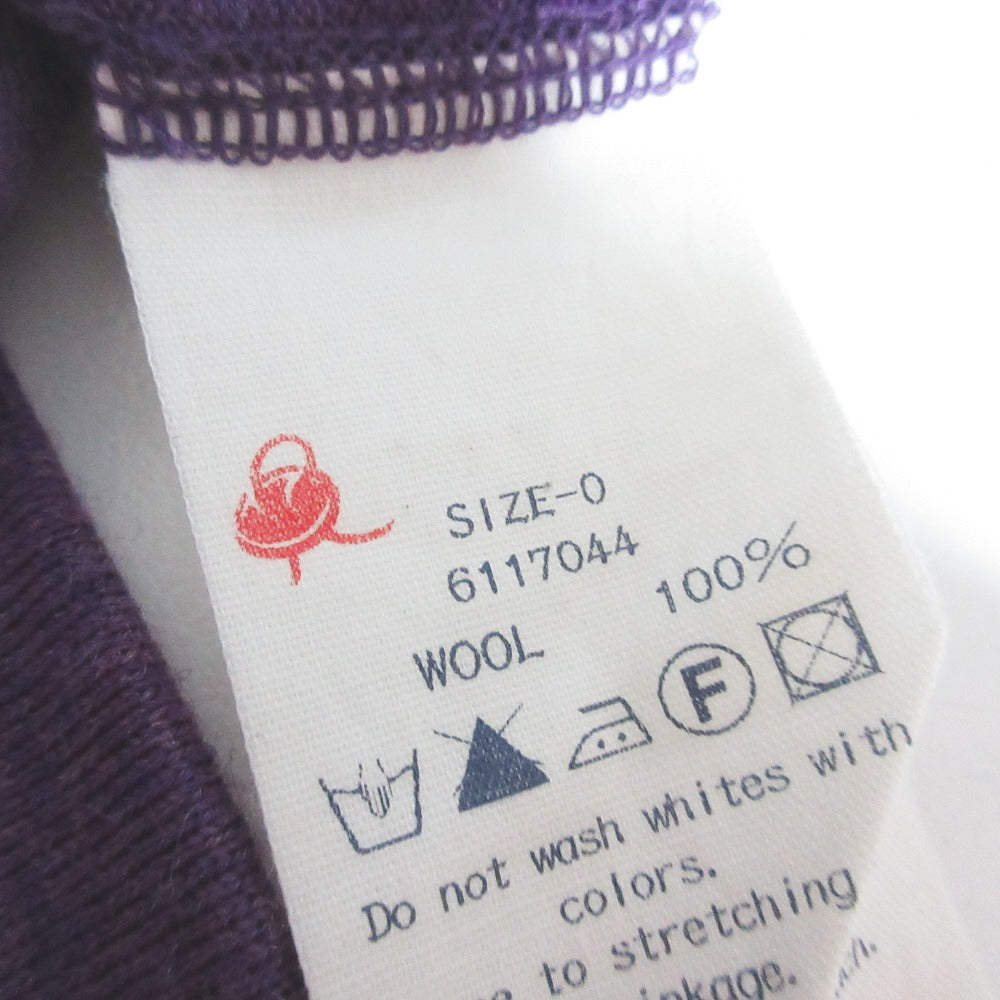 SIZE-0
6117044
WOOL 100%
F
Do not wash whites with
colors.
to stretching